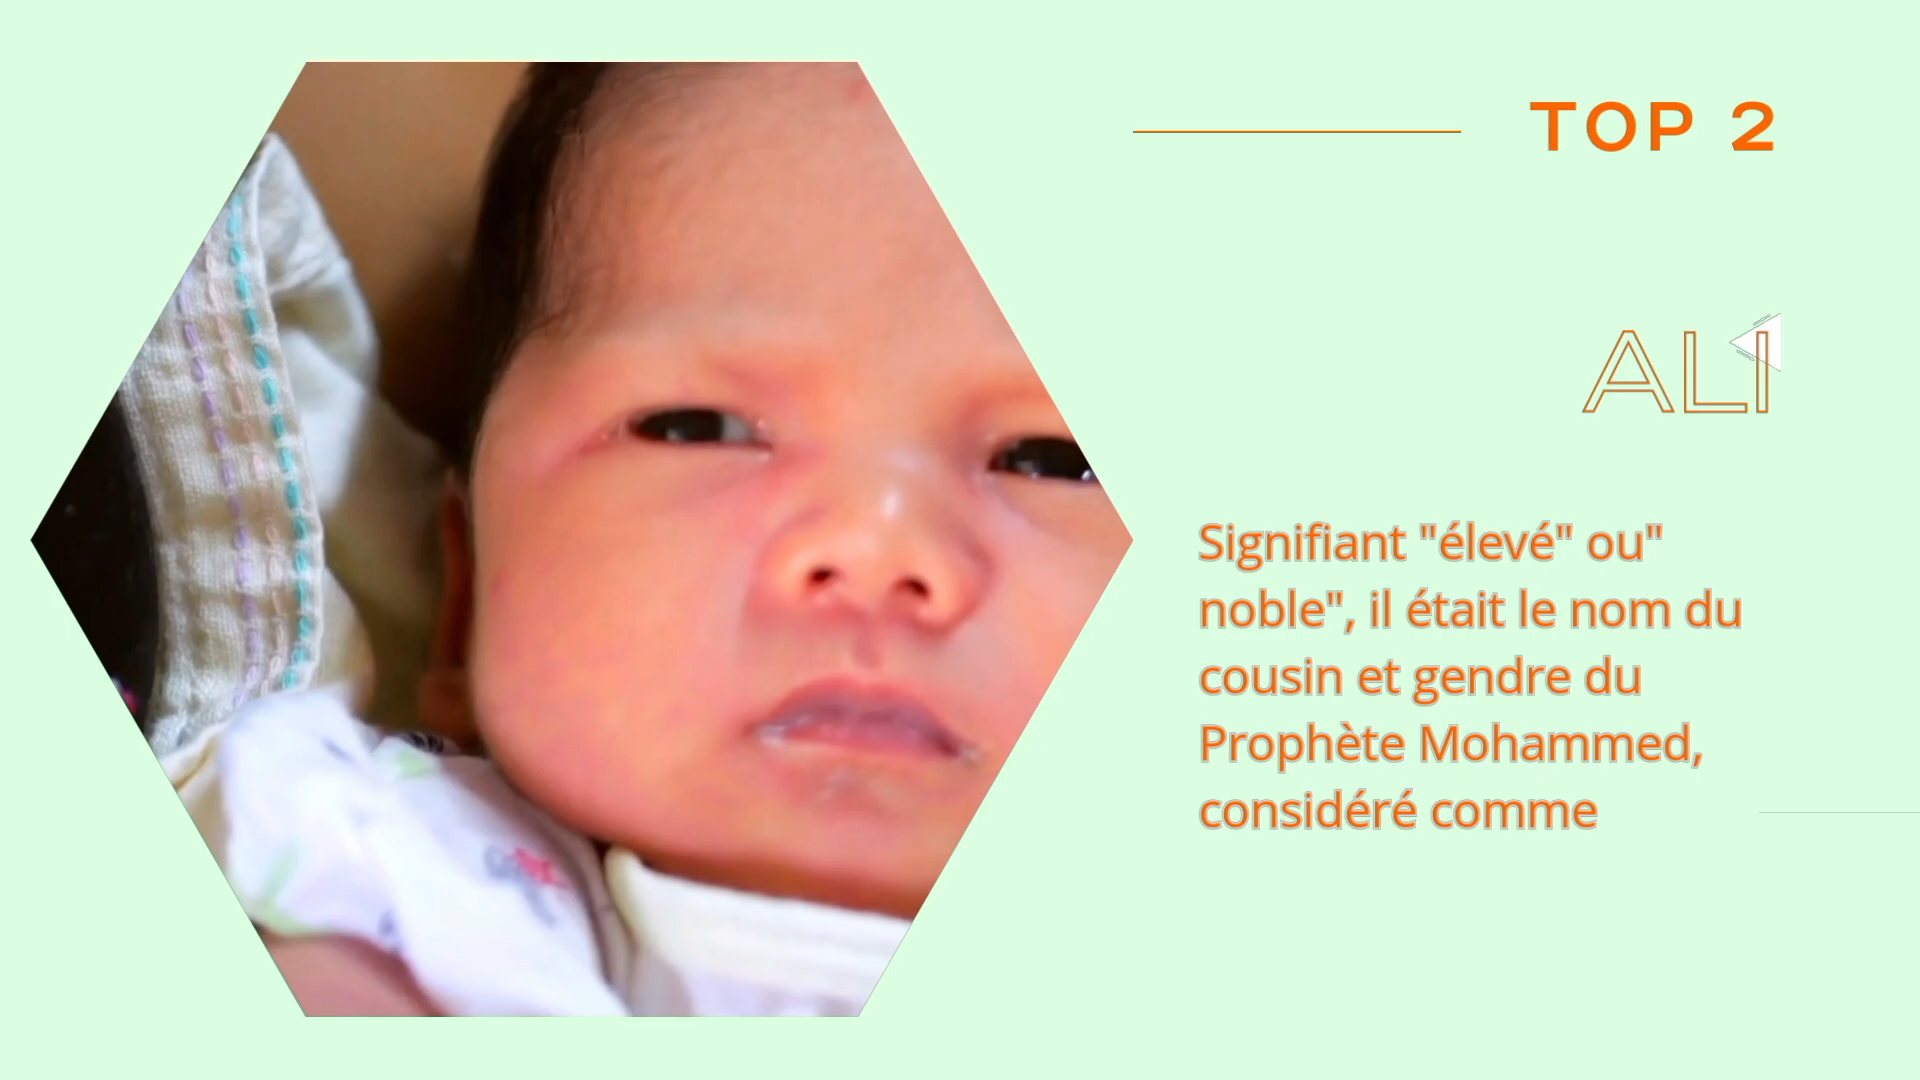 TOP 2
ALI
Signifiant "élevé" ou"
noble", il était le nom du
cousin et gendre du
Prophète Mohammed,
considéré comme